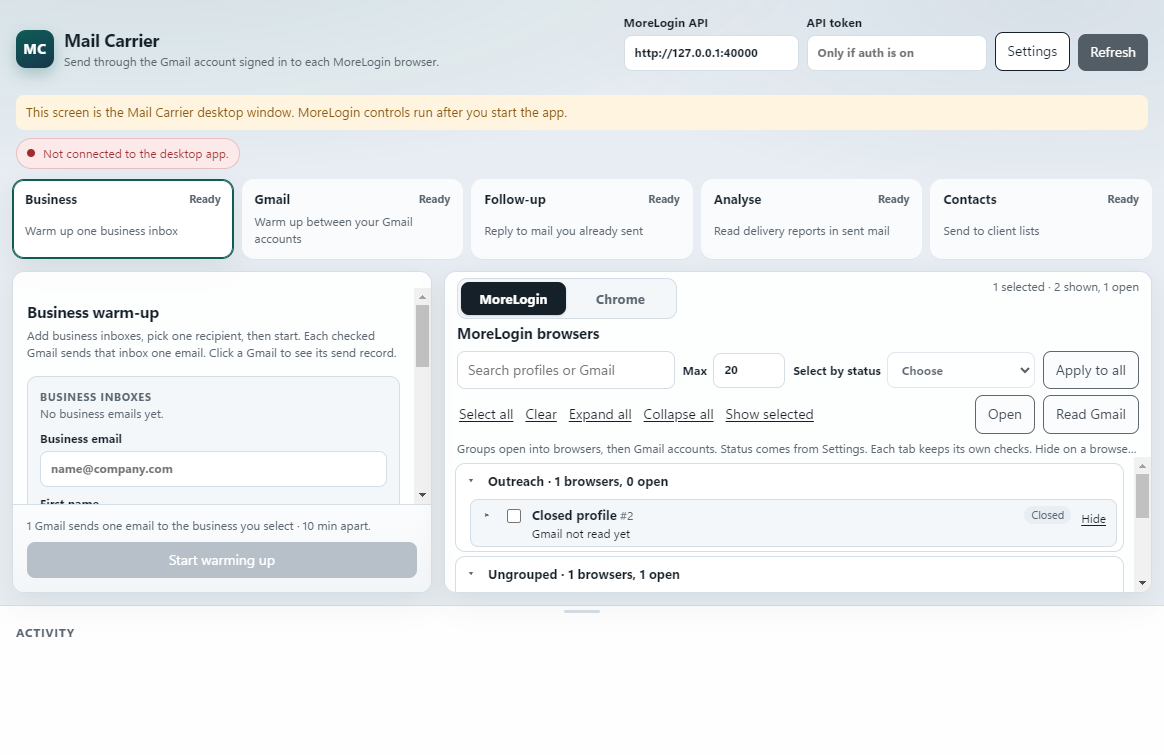 MC
Mail Carrier
Send through the Gmail account signed in to each MoreLogin browser.
MoreLogin API
http://127.0.0.1:40000
API token
Only if auth is on
Settings
Refresh
This screen is the Mail Carrier desktop window. MoreLogin controls run after you start the app.
Not connected to the desktop app.
Business
Ready
Warm up one business inbox
Gmail
Ready
Warm up between your Gmail
accounts
Follow-up
Ready
Reply to mail you already sent
Analyse
Ready
Read delivery reports in sent mail
Contacts
Ready
Send to client lists
Business warm-up
Add business inboxes, pick one recipient, then start. Each checked
Gmail sends that inbox one email. Click a Gmail to see its send record.
BUSINESS INBOXES
No business emails yet.
Business email
name@company.com
First name
1 Gmail sends one email to the business you select · 10 min apart.
Start warming up
MoreLogin
Chrome
1 selected · 2 shown, 1 open
MoreLogin browsers
Search profiles or Gmail
Max
20
Select by status
Choose
Apply to all
Select all
Clear
Expand all
Collapse all
Show selected
Open
Read Gmail
Groups open into browsers, then Gmail accounts. Status comes from Settings. Each tab keeps its own checks. Hide on a browse...
Outreach · 1 browsers, 0 open
Closed profile #2
Closed
Hide
Gmail not read yet
Ungrouped · 1 browsers, 1 open
ACTIVITY